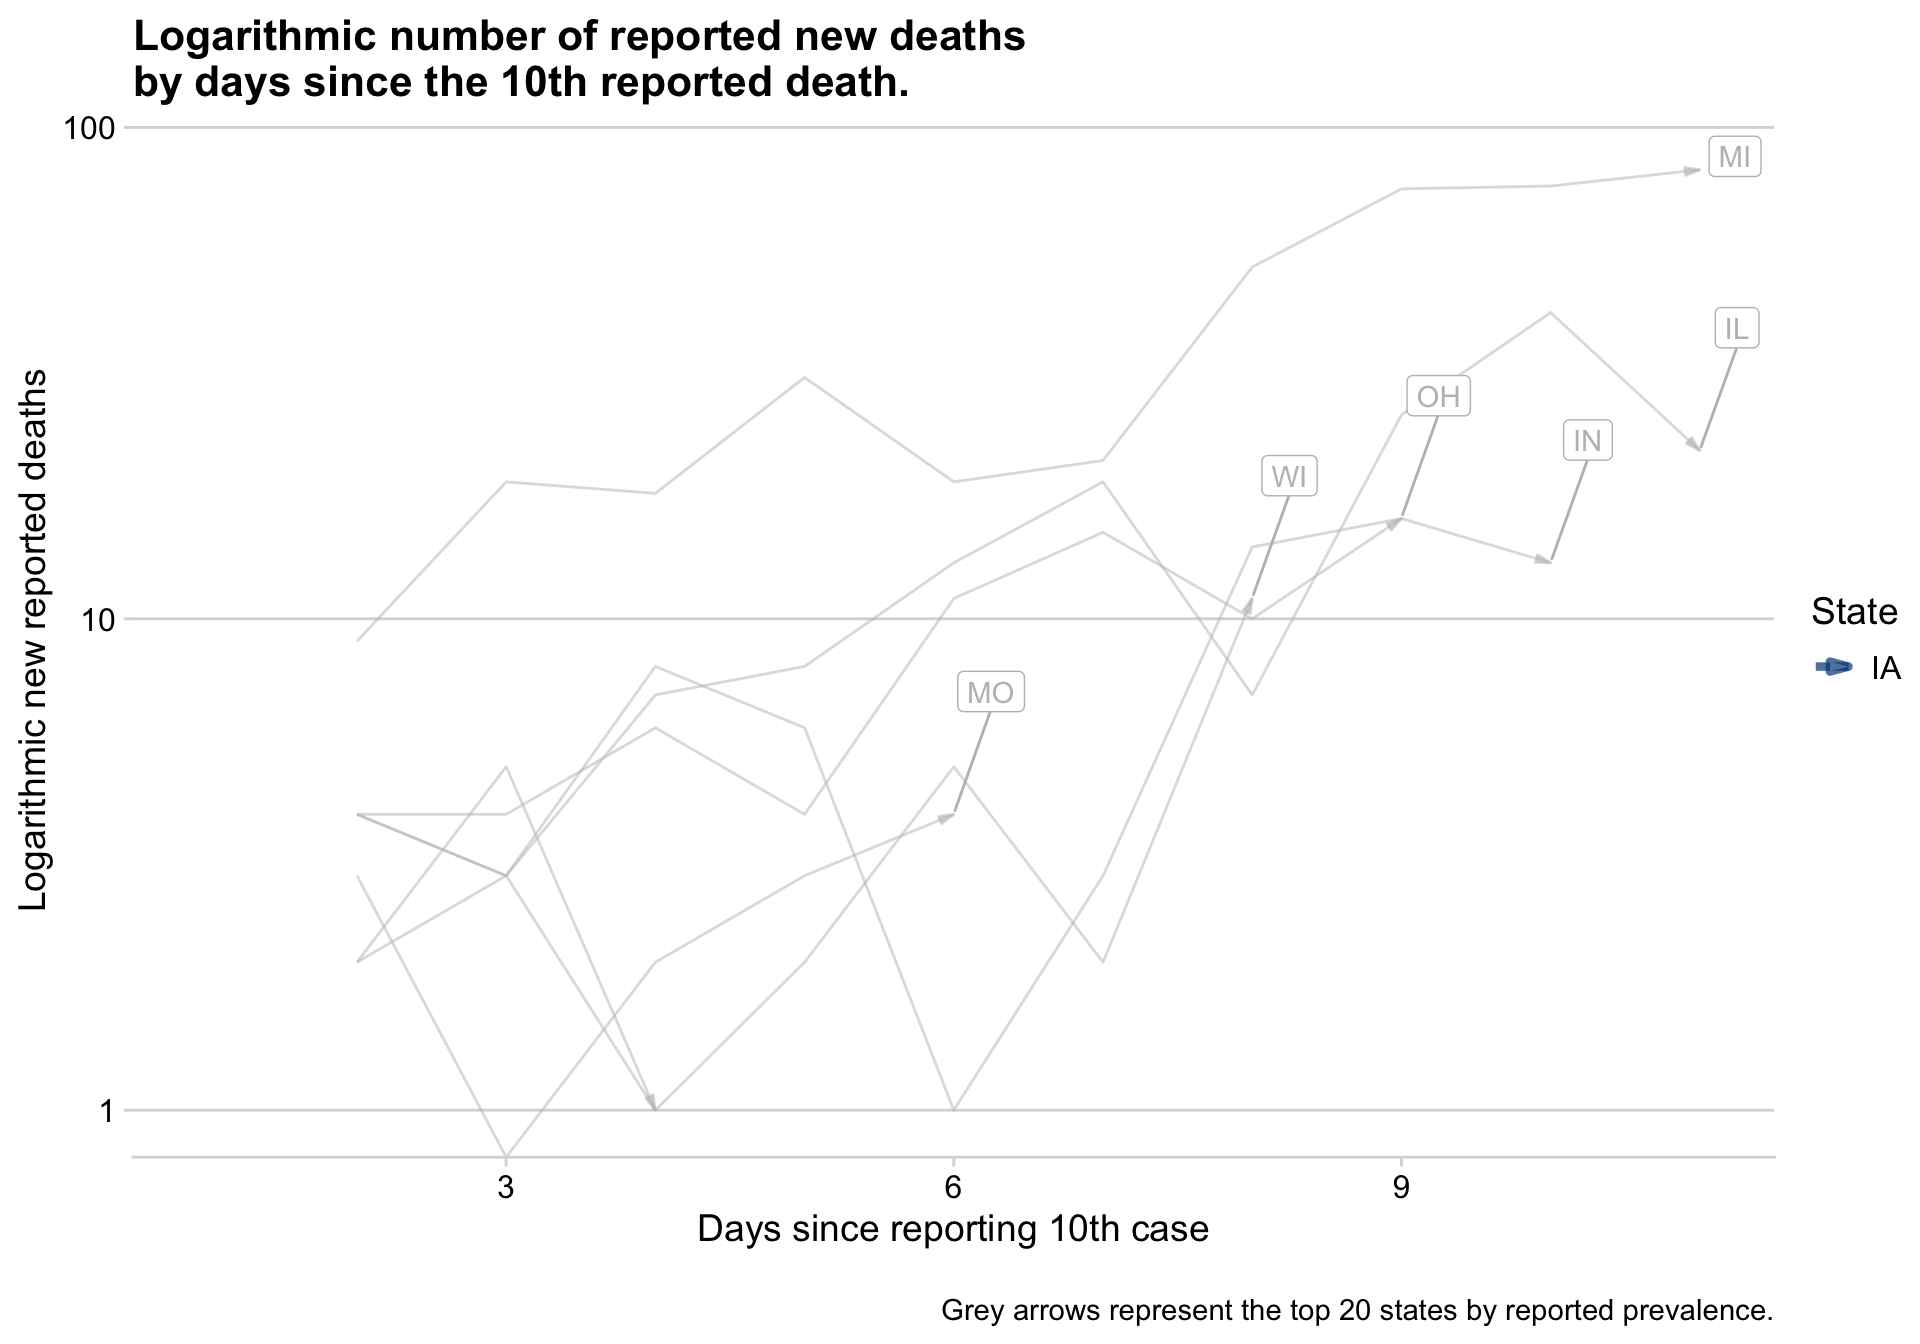 Logarithmic number of reported new deaths
by days since the 10th reported death.
100
10
1
Logarithmic new reported deaths
MI
IL
OH
IN
WI
MO
State
IA
3
6
9
Days since reporting 10th case
Grey arrows represent the top 20 states by reported prevalence.